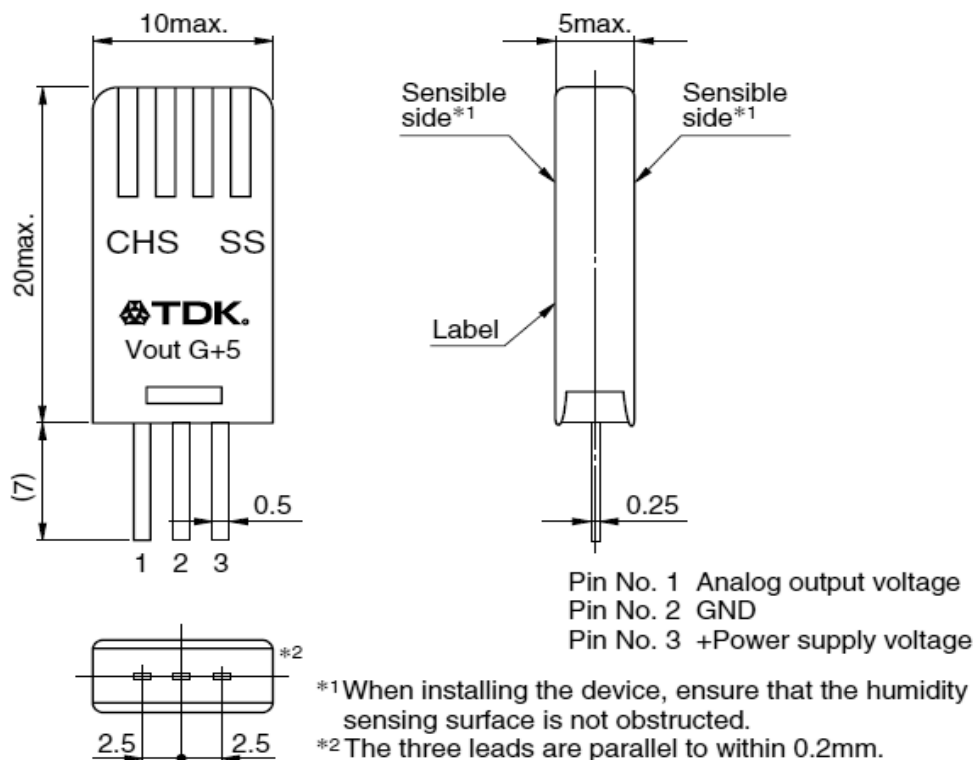 10max.
5max.
20max.
Sensible
side*1
Sensible
side*1
CHS SS
TDK.
Vout G+5
Label
(7)
0.5
0.25
1 2 3
Pin No. 1 Analog output voltage
Pin No. 2 GND
Pin No. 3 +Power supply voltage
*2
2.5 2.5
*1 When installing the device, ensure that the humidity
sensing surface is not obstructed.
*2 The three leads are parallel to within 0.2mm.